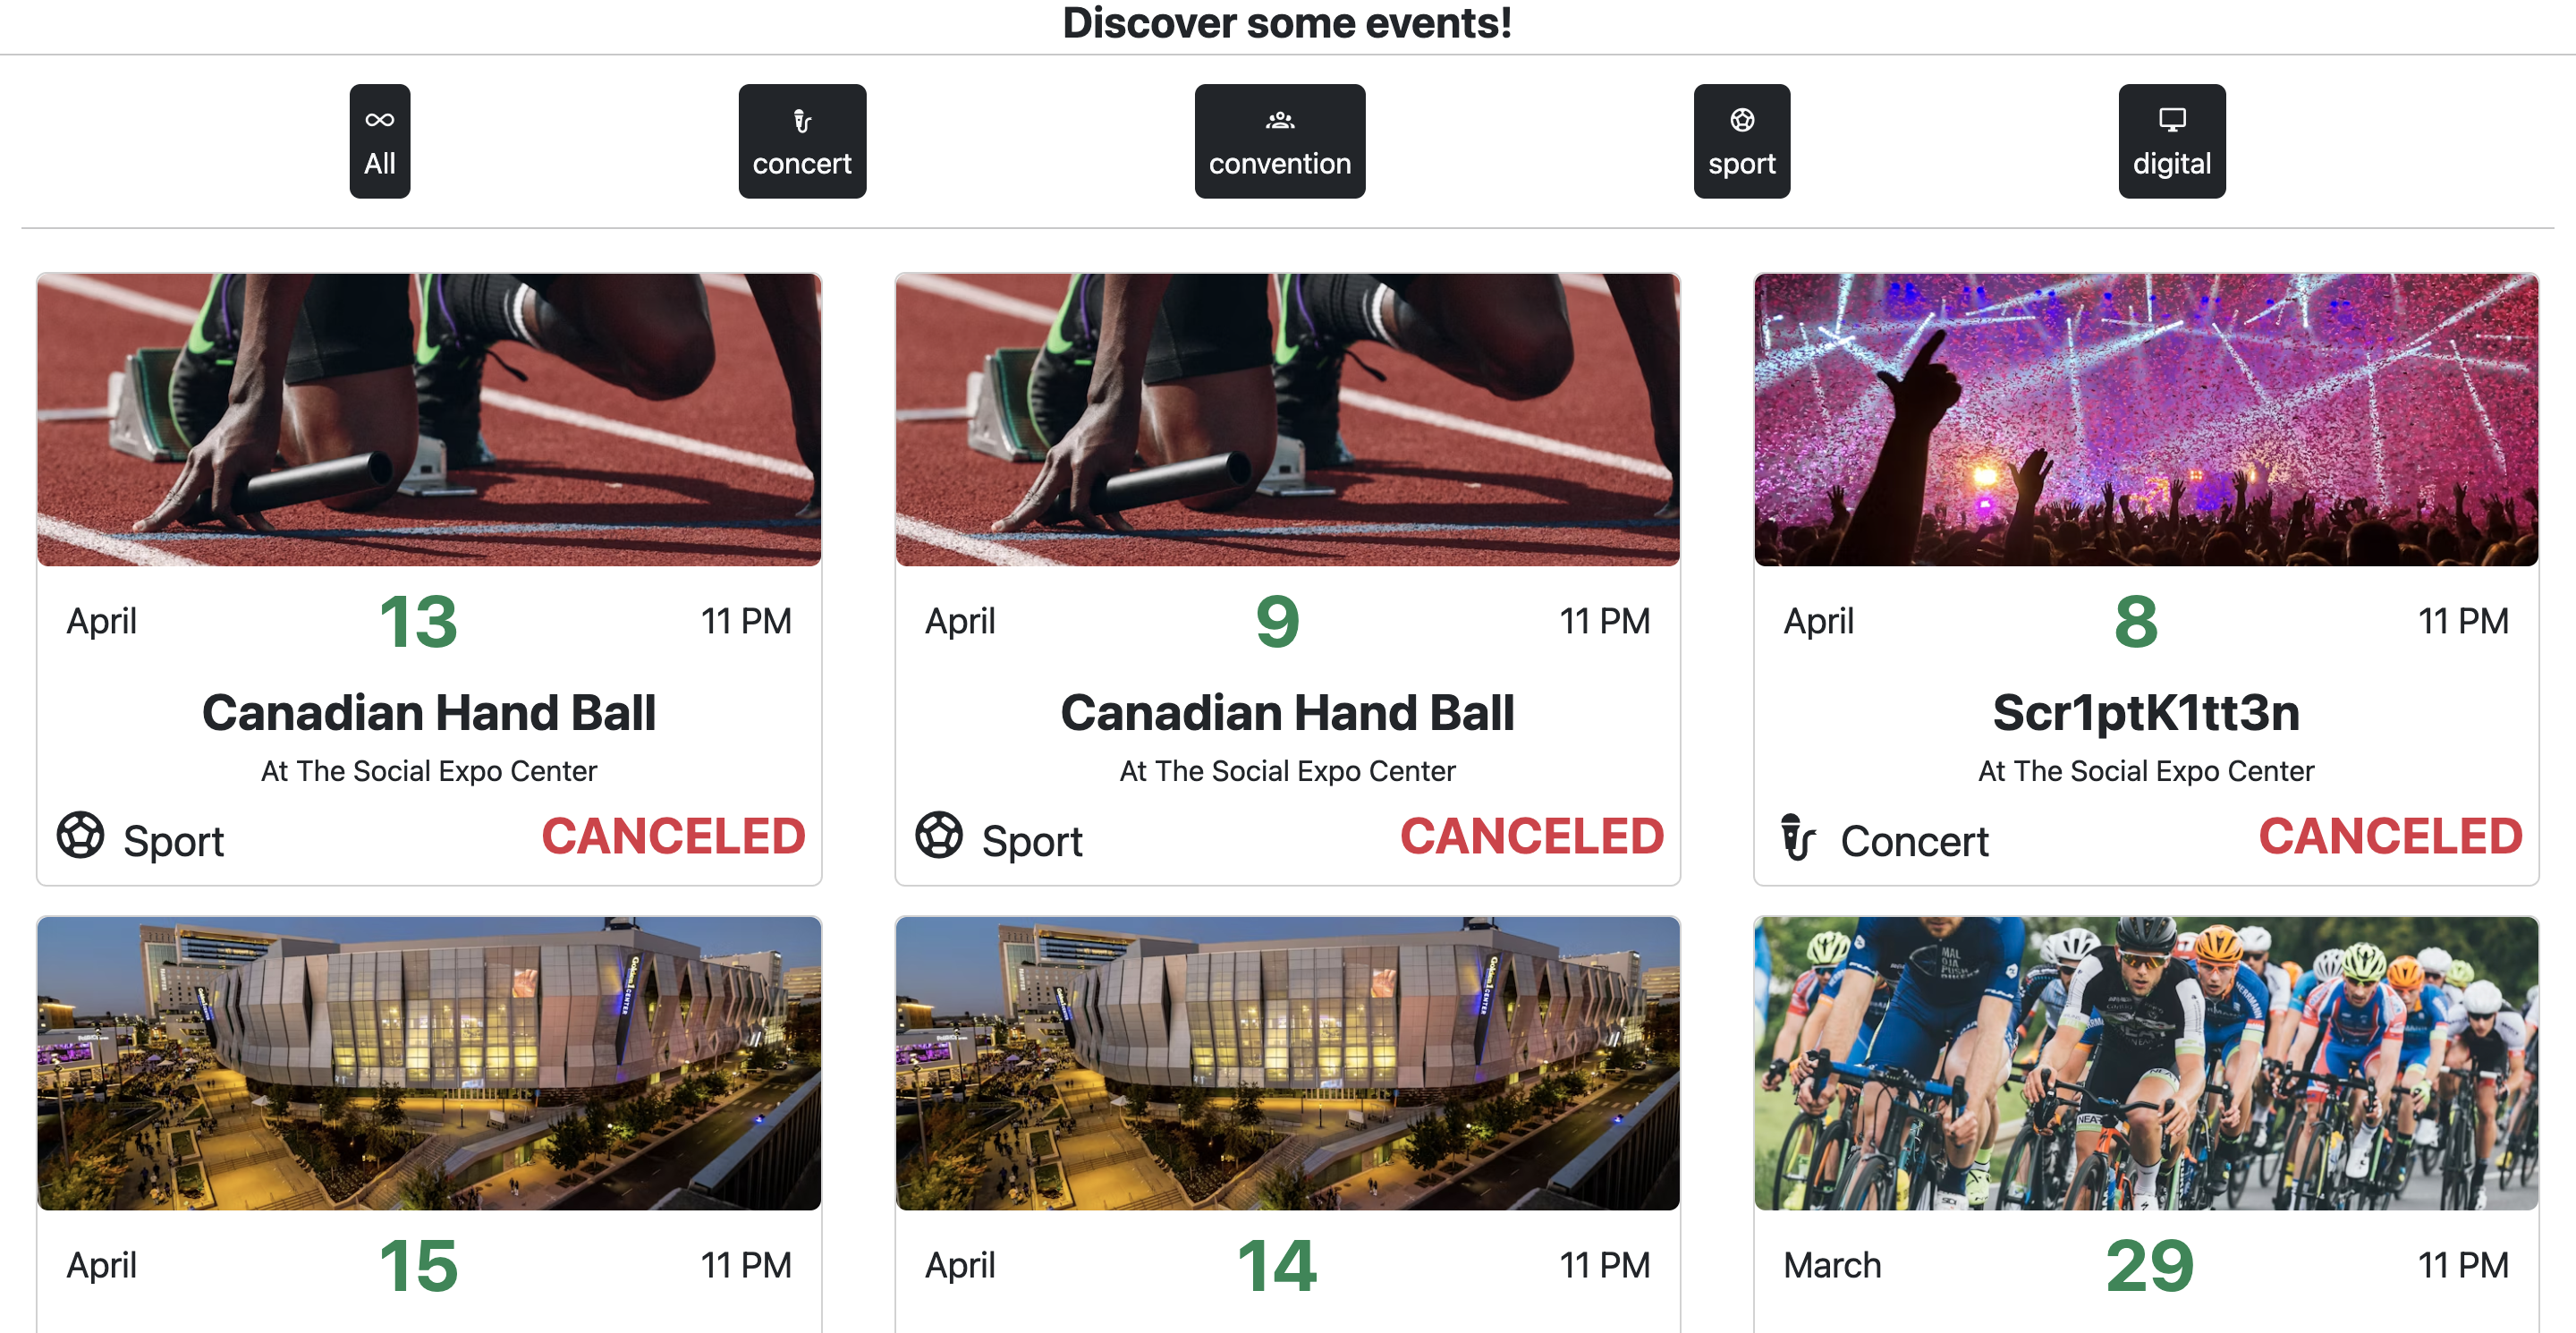 Discover some events!
All
concert
convention
sport
digital
April 13 11 PM
Canadian Hand Ball
At The Social Expo Center
Sport CANCELED
April 9 11 PM
Canadian Hand Ball
At The Social Expo Center
Sport CANCELED
April 8 11 PM
Scr1ptK1tt3n
At The Social Expo Center
Concert CANCELED
April 15 11 PM
April 14 11 PM
March 29 11 PM